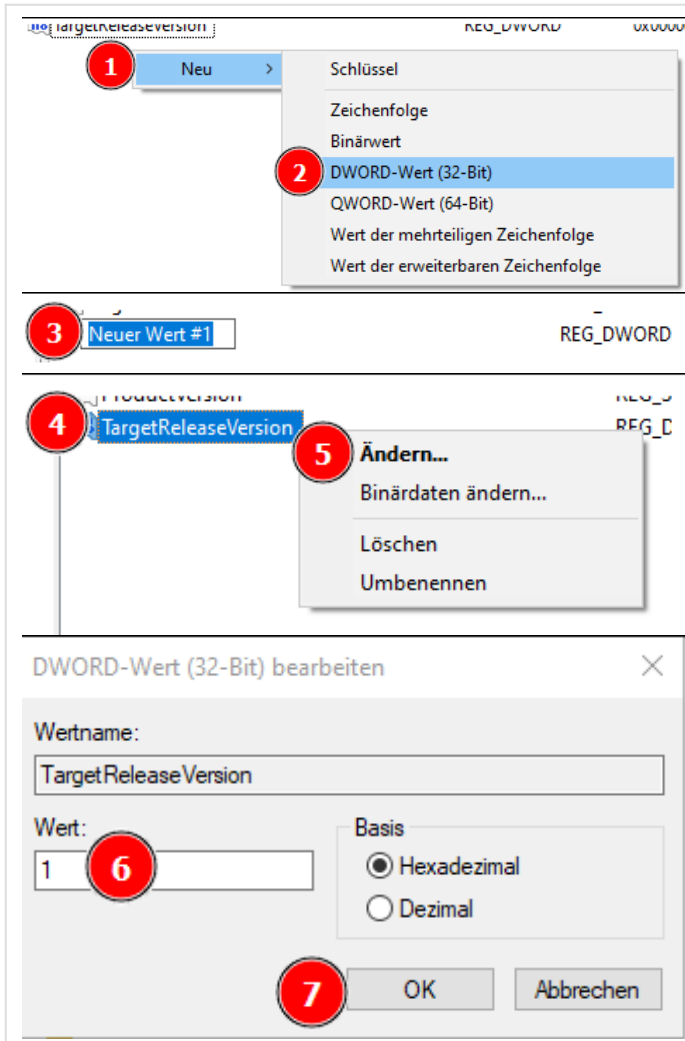 TargetReleaseVersion REG_DWORD
1 Neu > Schlüssel
Zeichenfolge
Binärwert
2 DWORD-Wert (32-Bit)
QWORD-Wert (64-Bit)
Wert der mehrteiligen Zeichenfolge
Wert der erweiterbaren Zeichenfolge
3 Neuer Wert #1 REG_DWORD
ProductVersion
4 TargetReleaseVersion REG_D
5 Ändern...
Binärdaten ändern...
Löschen
Umbenennen
DWORD-Wert (32-Bit) bearbeiten
Wertname:
TargetReleaseVersion
Wert: Basis
1 6 Hexadezimal
Dezimal
7 OK Abbrechen